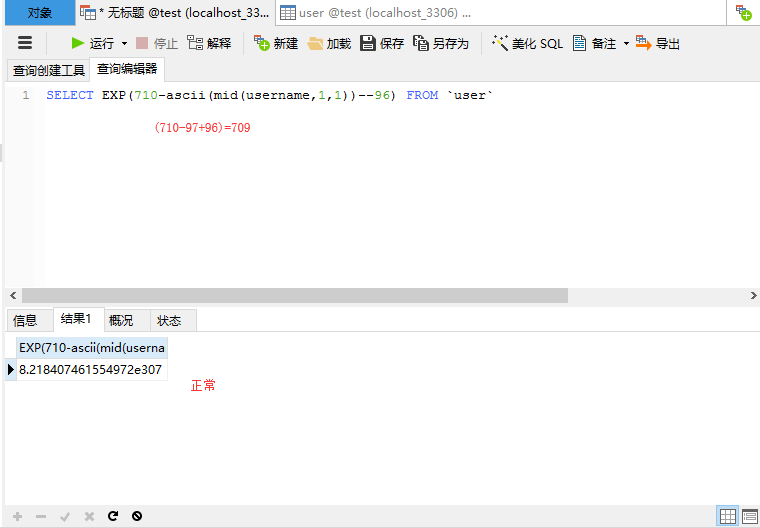 对象
* 无标题 @test (localhost_33...
user @test (localhost_3306) ...
运行 停止 解释 新建 加载 保存 另存为 美化 SQL 备注 导出
查询创建工具 查询编辑器
1 SELECT EXP(710-ascii(mid(username,1,1))--96) FROM `user`
(710-97+96)=709
信息 结果1 概况 状态
EXP(710-ascii(mid(userna
8.218407461554972e307
正常